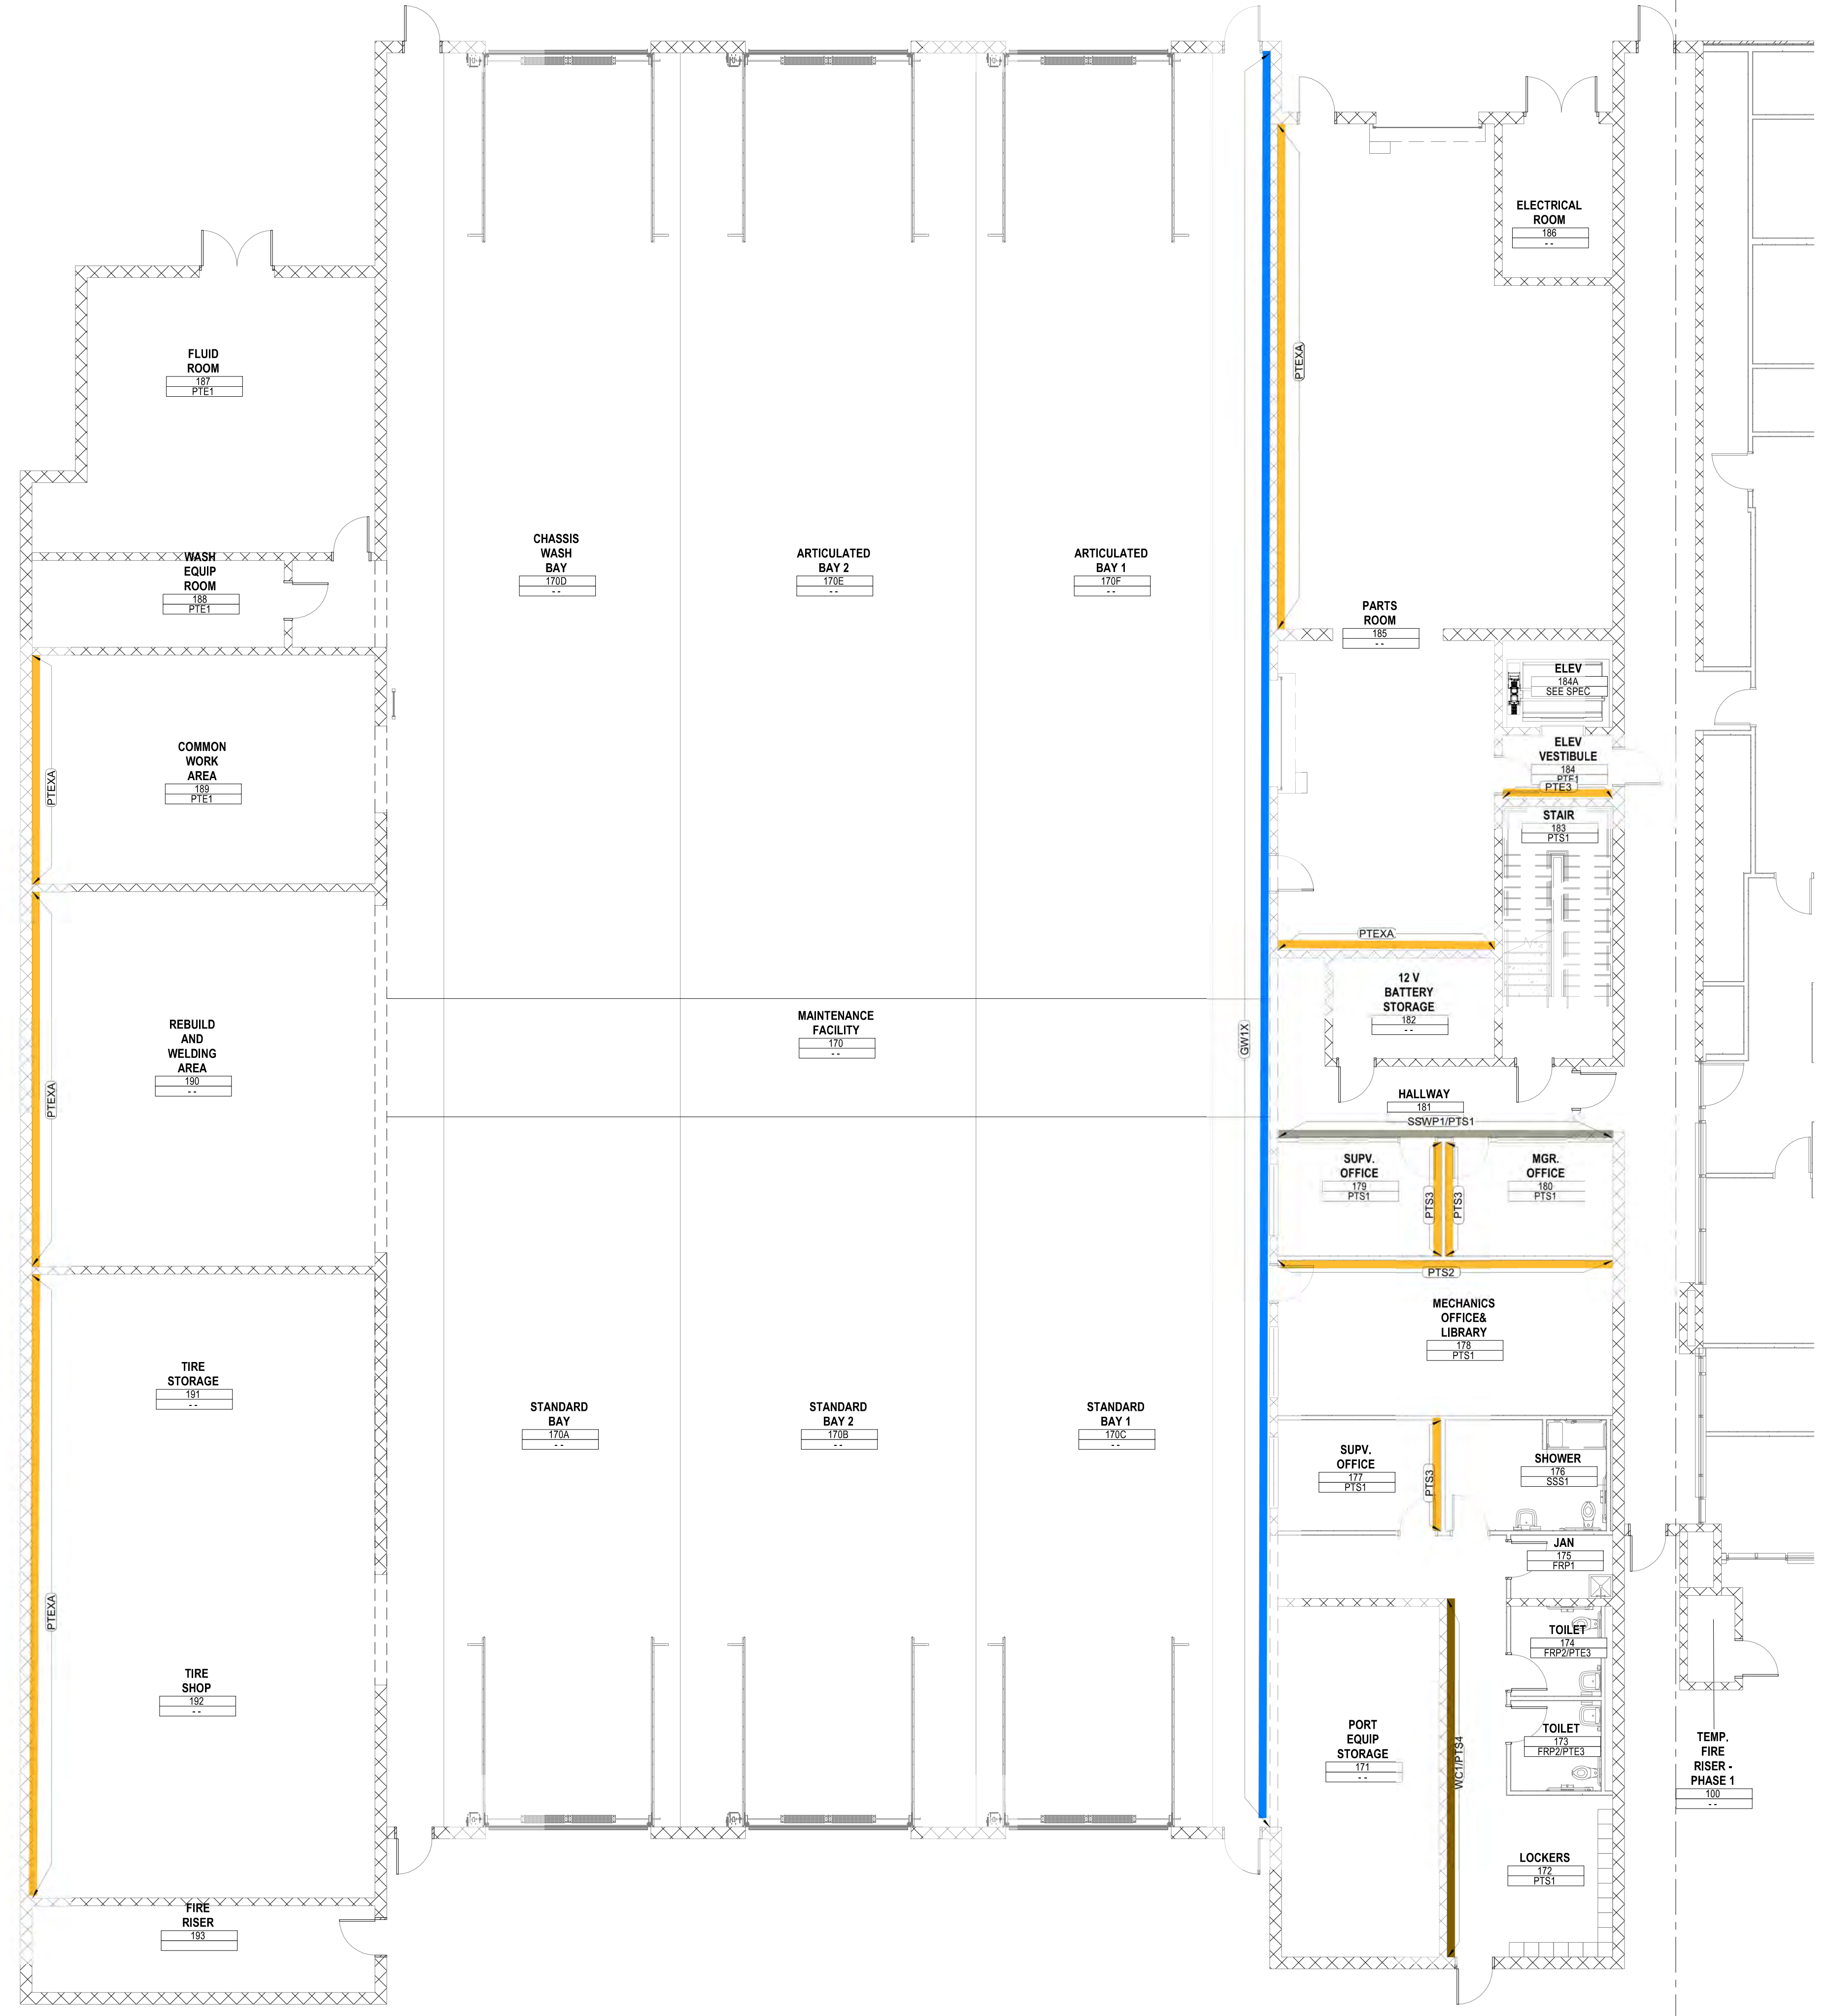 ELECTRICAL
ROOM
186
- -
FLUID
ROOM
187
PTE1
PTEXA
CHASSIS
WASH
BAY
170D
- -
ARTICULATED
BAY 2
170E
- -
ARTICULATED
BAY 1
170F
- -
WASH
EQUIP
ROOM
188
PTE1
PARTS
ROOM
185
- -
ELEV
184A
SEE SPEC
ELEV
VESTIBULE
184
PTE1
PTE3
COMMON
WORK
AREA
189
PTE1
PTEXA
STAIR
183
PTS1
PTEXA
12 V
BATTERY
STORAGE
182
- -
REBUILD
AND
WELDING
AREA
190
- -
PTEXA
MAINTENANCE
FACILITY
170
- -
GW1X
HALLWAY
181
SSWP1/PTS1
SUPV.
OFFICE
179
PTS1
PTS3
PTS3
MGR.
OFFICE
180
PTS1
PTS2
MECHANICS
OFFICE&
LIBRARY
178
PTS1
TIRE
STORAGE
191
- -
STANDARD
BAY
170A
- -
STANDARD
BAY 2
170B
- -
STANDARD
BAY 1
170C
- -
SUPV.
OFFICE
177
PTS1
PTS3
SHOWER
176
SSS1
JAN
175
FRP1
PTEXA
TOILET
174
FRP2/PTE3
TIRE
SHOP
192
- -
PORT
EQUIP
STORAGE
171
- -
WC1/PTS4
TOILET
173
FRP2/PTE3
TEMP.
FIRE
RISER -
PHASE 1
100
- -
LOCKERS
172
PTS1
FIRE
RISER
193